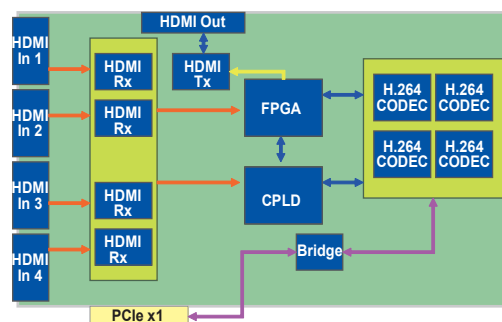 HDMI Out
HDMI
In 1
HDMI
Rx
HDMI
Tx
HDMI
In 2
HDMI
Rx
FPGA
H.264
CODEC
H.264
CODEC
H.264
CODEC
H.264
CODEC
HDMI
In 3
HDMI
Rx
CPLD
HDMI
In 4
HDMI
Rx
Bridge
PCIe x1